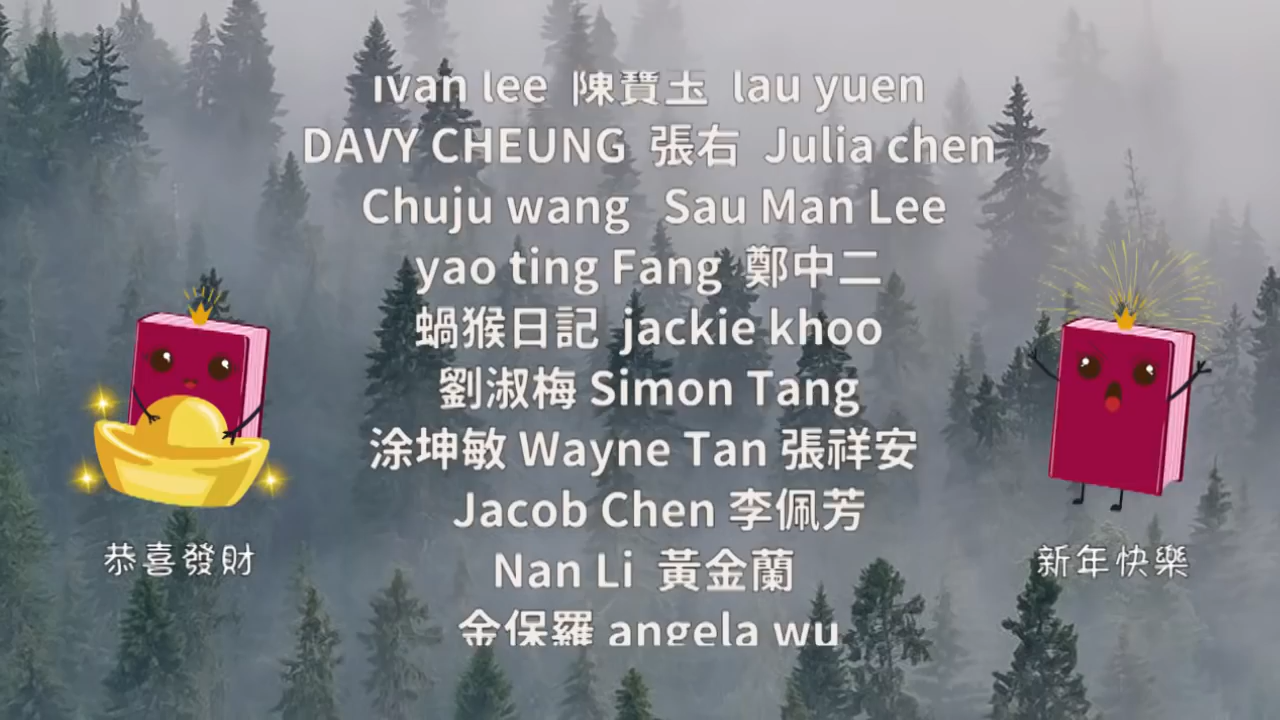 ivan lee 陳寶玉 lau yuen
DAVY CHEUNG 張右 Julia chen
Chuju wang Sau Man Lee
yao ting Fang 鄭中二
蝸猴日記 jackie khoo
劉淑梅 Simon Tang
涂坤敏 Wayne Tan 張祥安
Jacob Chen 李佩芳
Nan Li 黃金蘭
金保羅 angela wu
恭喜發財
新年快樂